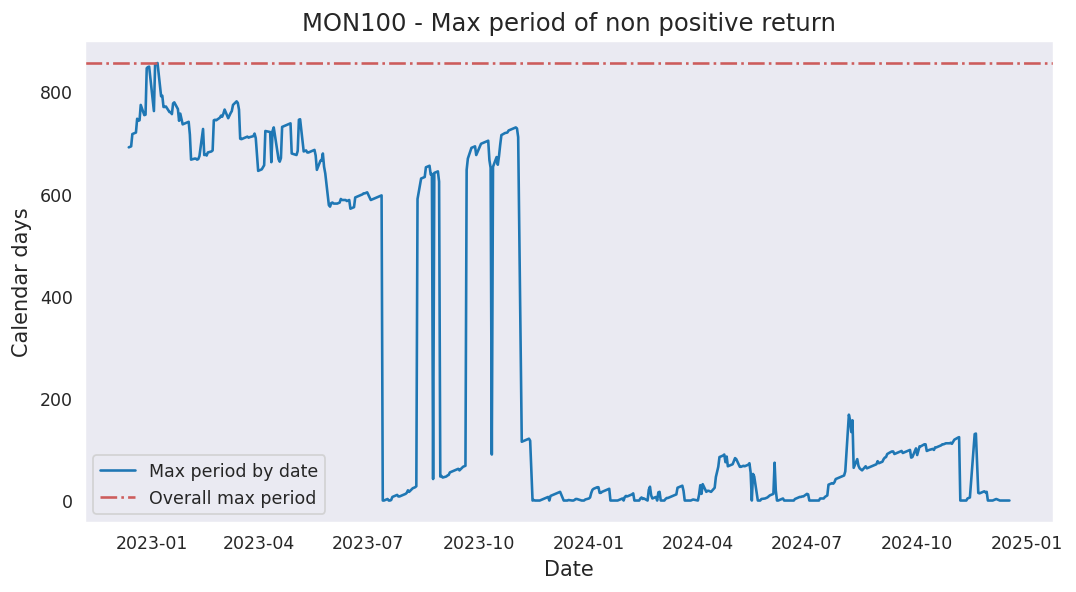 MON100 - Max period of non positive return
Calendar days
800
600
400
200
0
Max period by date
Overall max period
2023-01 2023-04 2023-07 2023-10 2024-01 2024-04 2024-07 2024-10 2025-01
Date